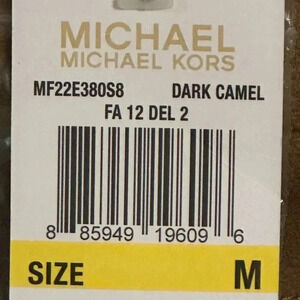 MICHAEL
MICHAEL KORS
MF22E380S8 DARK CAMEL
FA 12 DEL 2
8 85949 19609 6
SIZE M